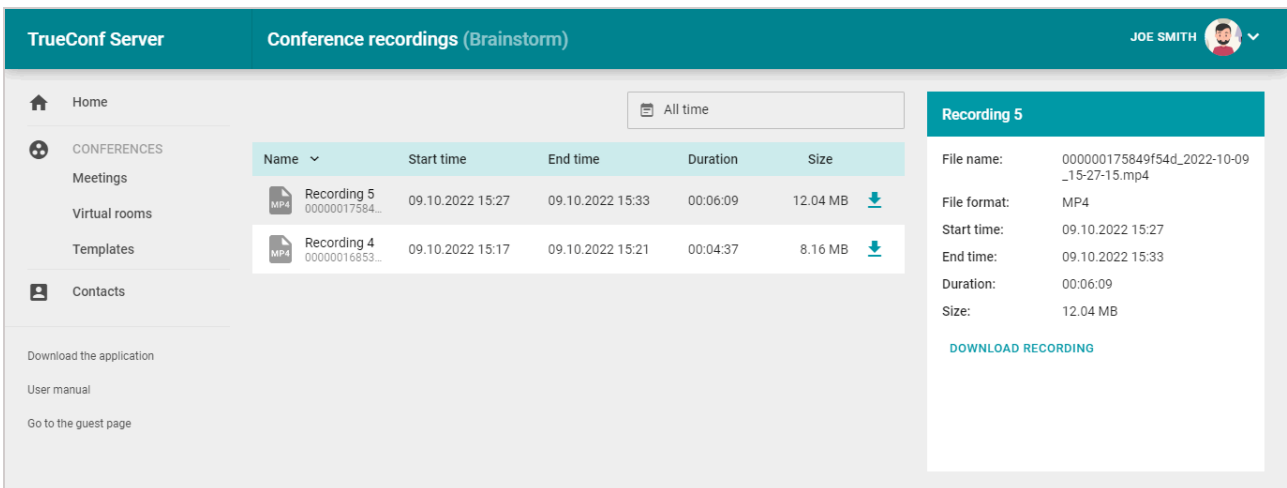 TrueConf Server
Conference recordings (Brainstorm)
JOE SMITH
Home
CONFERENCES
Meetings
Virtual rooms
Templates
Contacts
Download the application
User manual
Go to the guest page
All time
Name Start time End time Duration Size
MP4 Recording 5 09.10.2022 15:27 09.10.2022 15:33 00:06:09 12.04 MB
00000017584...
MP4 Recording 4 09.10.2022 15:17 09.10.2022 15:21 00:04:37 8.16 MB
00000016853...
Recording 5
File name: 000000175849f54d_2022-10-09
_15-27-15.mp4
File format: MP4
Start time: 09.10.2022 15:27
End time: 09.10.2022 15:33
Duration: 00:06:09
Size: 12.04 MB
DOWNLOAD RECORDING